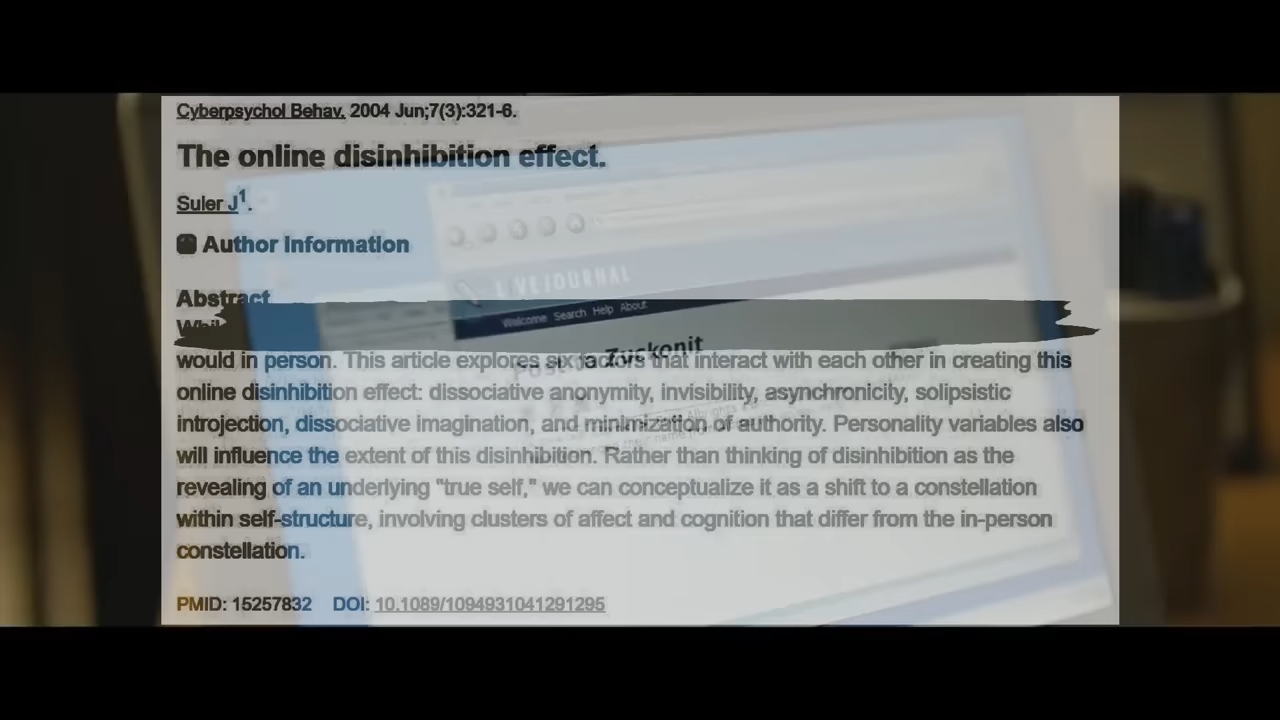 Cyberpsychol Behav. 2004 Jun;7(3):321-6.
The online disinhibition effect.
Suler J1.
Author information
Abstract
LIVEJOURNAL
Welcome Search Help About
Zuckonit
would in person. This article explores six factors that interact with each other in creating this
online disinhibition effect: dissociative anonymity, invisibility, asynchronicity, solipsistic
introjection, dissociative imagination, and minimization of authority. Personality variables also
will influence the extent of this disinhibition. Rather than thinking of disinhibition as the
revealing of an underlying "true self," we can conceptualize it as a shift to a constellation
within self-structure, involving clusters of affect and cognition that differ from the in-person
constellation.
PMID: 15257832 DOI: 10.1089/1094931041291295